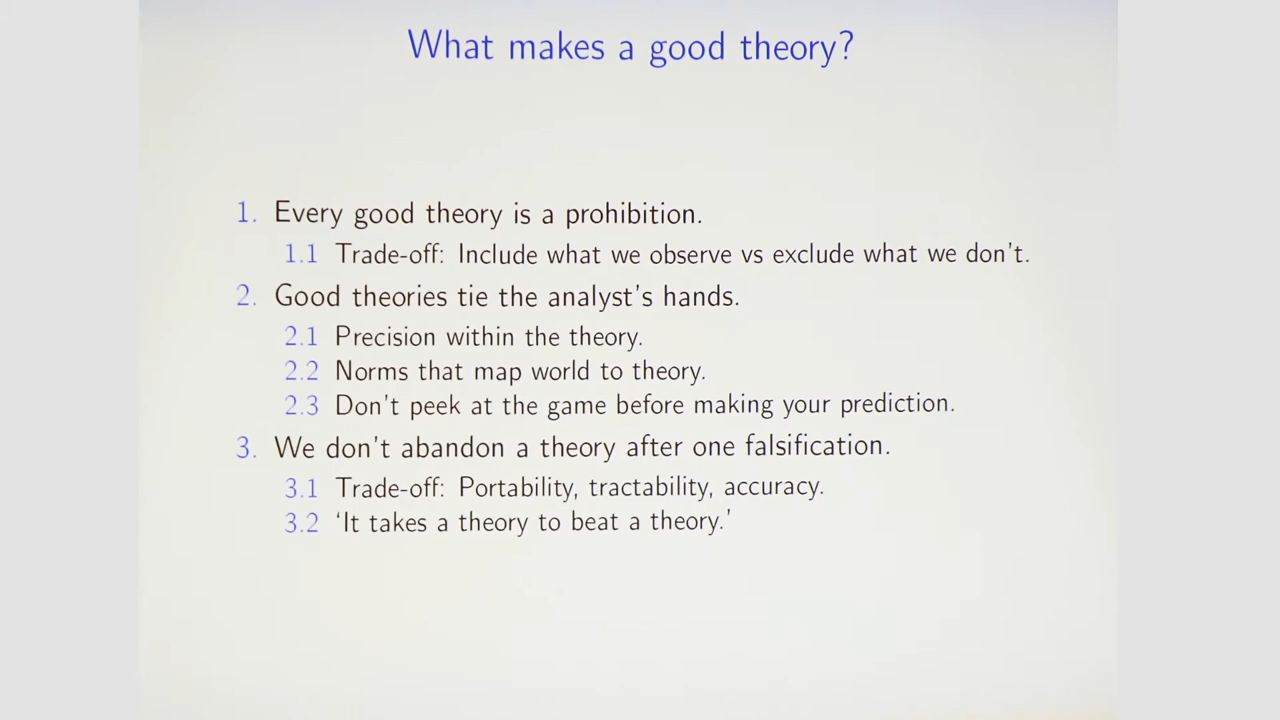 What makes a good theory?
1. Every good theory is a prohibition.
1.1 Trade-off: Include what we observe vs exclude what we don't.
2. Good theories tie the analyst's hands.
2.1 Precision within the theory.
2.2 Norms that map world to theory.
2.3 Don't peek at the game before making your prediction.
3. We don't abandon a theory after one falsification.
3.1 Trade-off: Portability, tractability, accuracy.
3.2 ‘It takes a theory to beat a theory.’